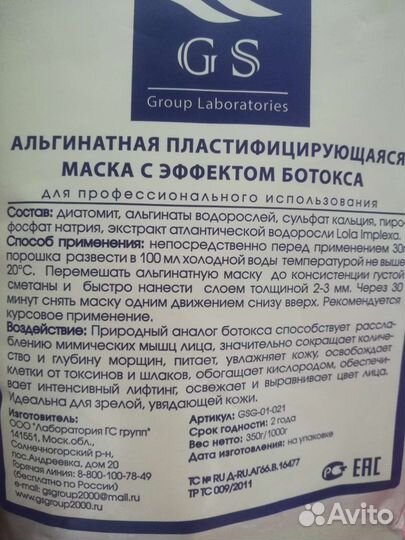 GS
Group Laboratories
АЛЬГИНАТНАЯ ПЛАСТИФИЦИРУЮЩАЯСЯ
МАСКА С ЭФФЕКТОМ БОТОКСА
для профессионального использования
Состав: диатомит, альгинаты водорослей, сульфат кальция, пиро-
фосфат натрия, экстракт атлантической водоросли Lola Implexa.
Способ применения: непосредственно перед применением 30г
порошка развести в 100 мл холодной воды температурой не выше
20°С. Перемешать альгинатную маску до консистенции густой
сметаны и быстро нанести слоем толщиной 2-3 мм. Через 30
минут снять маску одним движением снизу вверх. Рекомендуется
курсовое применение.
Воздействие: Природный аналог ботокса способствует рассла-
блению мимических мышц лица, значительно сокращает количе-
ство и глубину морщин, питает, увлажняет кожу, освобождает
клетки от токсинов и шлаков, обогащает кислородом, обеспечи-
вает интенсивный лифтинг, освежает и выравнивает цвет лица.
Идеальна для зрелой, увядающей кожи.
Изготовитель:
ООО "Лаборатория ГС групп"
141551, Моск.обл.,
Солнечногорский р-н,
пос.Андреевка, дом 20
Горячая линия: 8-800-100-78-49
(бесплатно по России)
e-mail: gsgroup2000@mail.ru
www.gsgroup2000.ru
Артикул: GSG-01-021
Срок годности: 2 года
Вес нетто: 350г/1000г
Дата изготовления: на упаковке
ТС № RU Д-RU.АГ66.В.16477
ТР ТС 009/2011
ЕАС
Avito